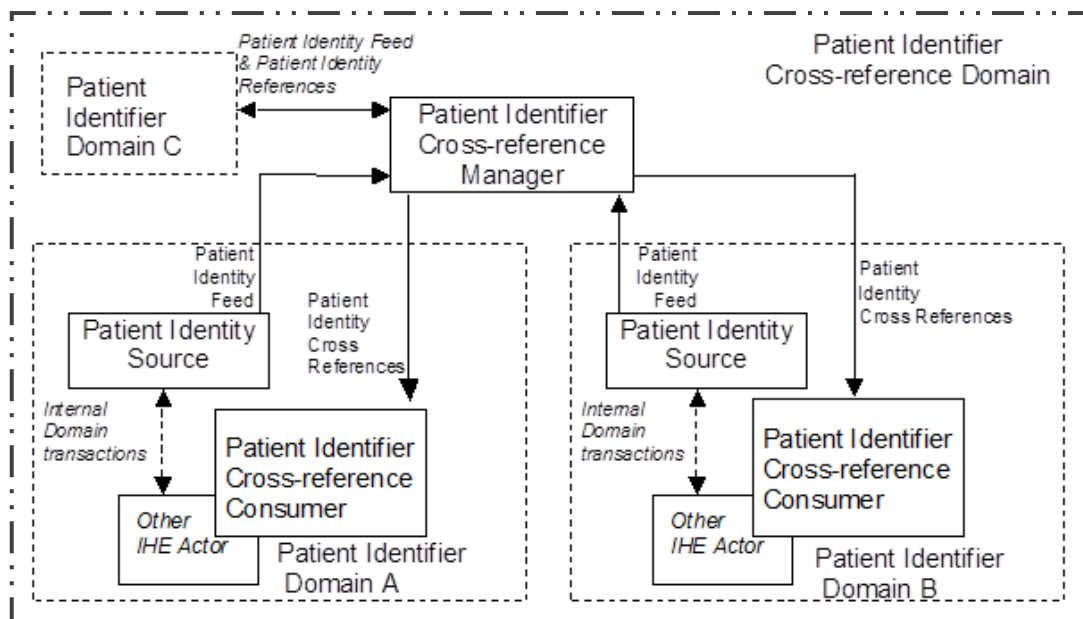 Patient Identity Feed
& Patient Identity
References
Patient Identifier
Cross-reference Domain
Patient
Identifier
Domain C
Patient Identifier
Cross-reference
Manager
Patient
Identity
Feed
Patient
Identity
Cross
References
Patient Identity
Source
Internal
Domain
transactions
Patient Identifier
Cross-reference
Consumer
Other
IHE Actor
Patient Identifier
Domain A
Patient
Identity
Feed
Patient
Identity
Cross References
Patient Identity
Source
Internal
Domain
transactions
Patient Identifier
Cross-reference
Consumer
Other
IHE Actor
Patient Identifier
Domain B